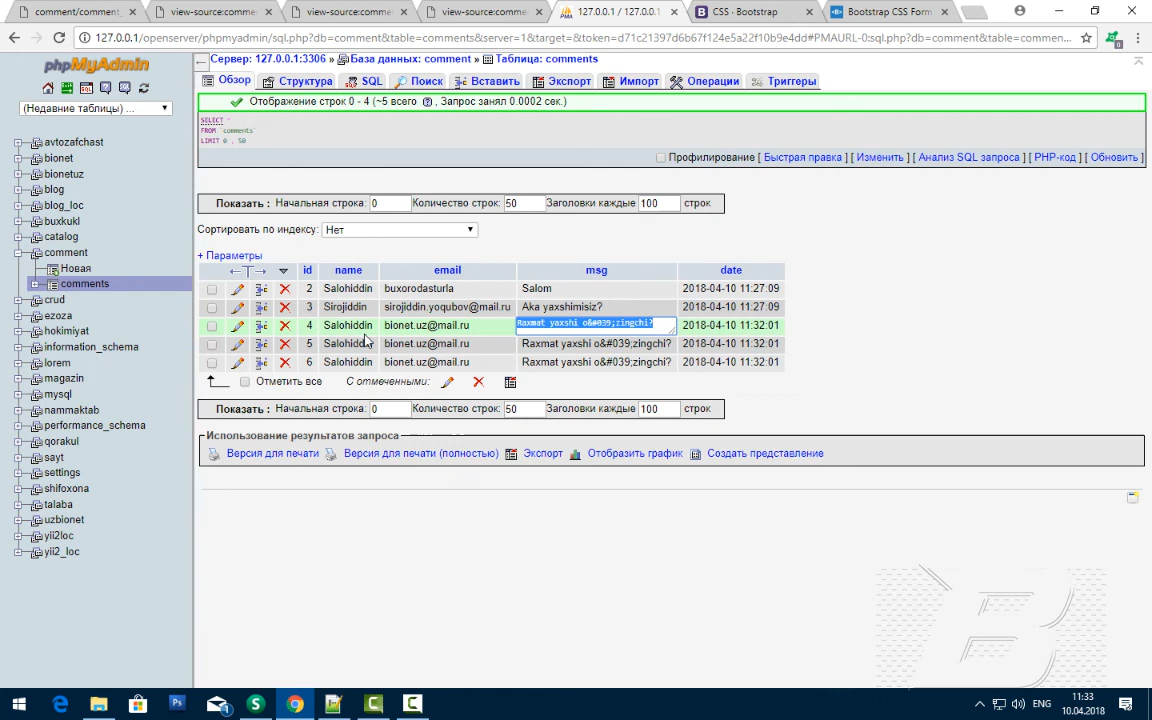 comment/comment_
view-source:comme
view-source:comme
view-source:comme
127.0.0.1 / 127.0.0.1
CSS · Bootstrap
Bootstrap CSS Form
127.0.0.1/openserver/phpmyadmin/sql.php?db=comment&table=comments&server=1&target=&token=d71c21397d6b67f124e5a22f10b9e4dd#PMAURL-0:sql.php?db=comment&table=commen...
phpMyAdmin
Сервер: 127.0.0.1:3306 » База данных: comment » Таблица: comments
Обзор Структура SQL Поиск Вставить Экспорт Импорт Операции Триггеры
(Недавние таблицы) ...
Отображение строк 0 - 4 (~5 всего , Запрос занял 0.0002 сек.)
SELECT *
FROM `comments`
LIMIT 0 , 50
Профилирование [ Быстрая правка ] [ Изменить ] [ Анализ SQL запроса ] [ PHP-код ] [ Обновить ]
Показать : Начальная строка: 0 Количество строк: 50 Заголовки каждые 100 строк
Сортировать по индексу: Нет
+ Параметры
←T→ id name email msg date
2 Salohiddin buxorodasturla Salom 2018-04-10 11:27:09
3 Sirojiddin sirojiddin.yoqubov@mail.ru Aka yaxshimisiz? 2018-04-10 11:27:09
4 Salohiddin bionet.uz@mail.ru Raxmat yaxshi o&#039;zingchi? 2018-04-10 11:32:01
5 Salohiddin bionet.uz@mail.ru Raxmat yaxshi o&#039;zingchi? 2018-04-10 11:32:01
6 Salohiddin bionet.uz@mail.ru Raxmat yaxshi o&#039;zingchi? 2018-04-10 11:32:01
Отметить все С отмеченными:
Показать : Начальная строка: 0 Количество строк: 50 Заголовки каждые 100 строк
Использование результатов запроса
Версия для печати Версия для печати (полностью) Экспорт Отобразить график Создать представление
avtozafchast
bionet
bionetuz
blog
blog_loc
buxkukl
catalog
comment
Новая
comments
crud
ezoza
hokimiyat
information_schema
lorem
magazin
mysql
nammaktab
performance_schema
qorakul
sayt
settings
shifoxona
talaba
uzbionet
yii2loc
yii2_loc
B
ENG
11:33
10.04.2018